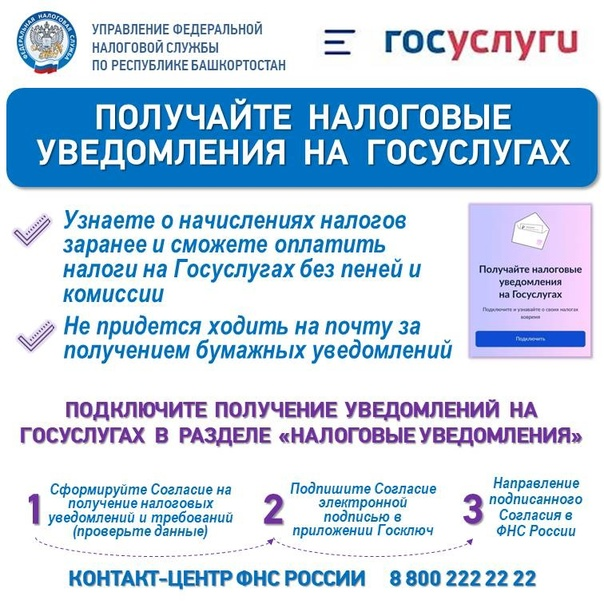 УПРАВЛЕНИЕ ФЕДЕРАЛЬНОЙ
НАЛОГОВОЙ СЛУЖБЫ
ПО РЕСПУБЛИКЕ БАШКОРТОСТАН
госуслуги
ПОЛУЧАЙТЕ НАЛОГОВЫЕ
УВЕДОМЛЕНИЯ НА ГОСУСЛУГАХ
Узнаете о начислениях налогов
заранее и сможете оплатить
налоги на Госуслугах без пеней и
комиссии
Не придется ходить на почту за
получением бумажных уведомлений
Получайте налоговые
уведомления
на Госуслугах
Подключите и узнавайте о своих налогах
вовремя
Подключить
ПОДКЛЮЧИТЕ ПОЛУЧЕНИЕ УВЕДОМЛЕНИЙ НА
ГОСУСЛУГАХ В РАЗДЕЛЕ «НАЛОГОВЫЕ УВЕДОМЛЕНИЯ»
1
Сформируйте Согласие на
получение налоговых
уведомлений и требований
(проверьте данные)
2
Подпишите Согласие
электронной
подписью в
приложении Госключ
3
Направление
подписанного
Согласия в
ФНС России
КОНТАКТ-ЦЕНТР ФНС РОССИИ 8 800 222 22 22